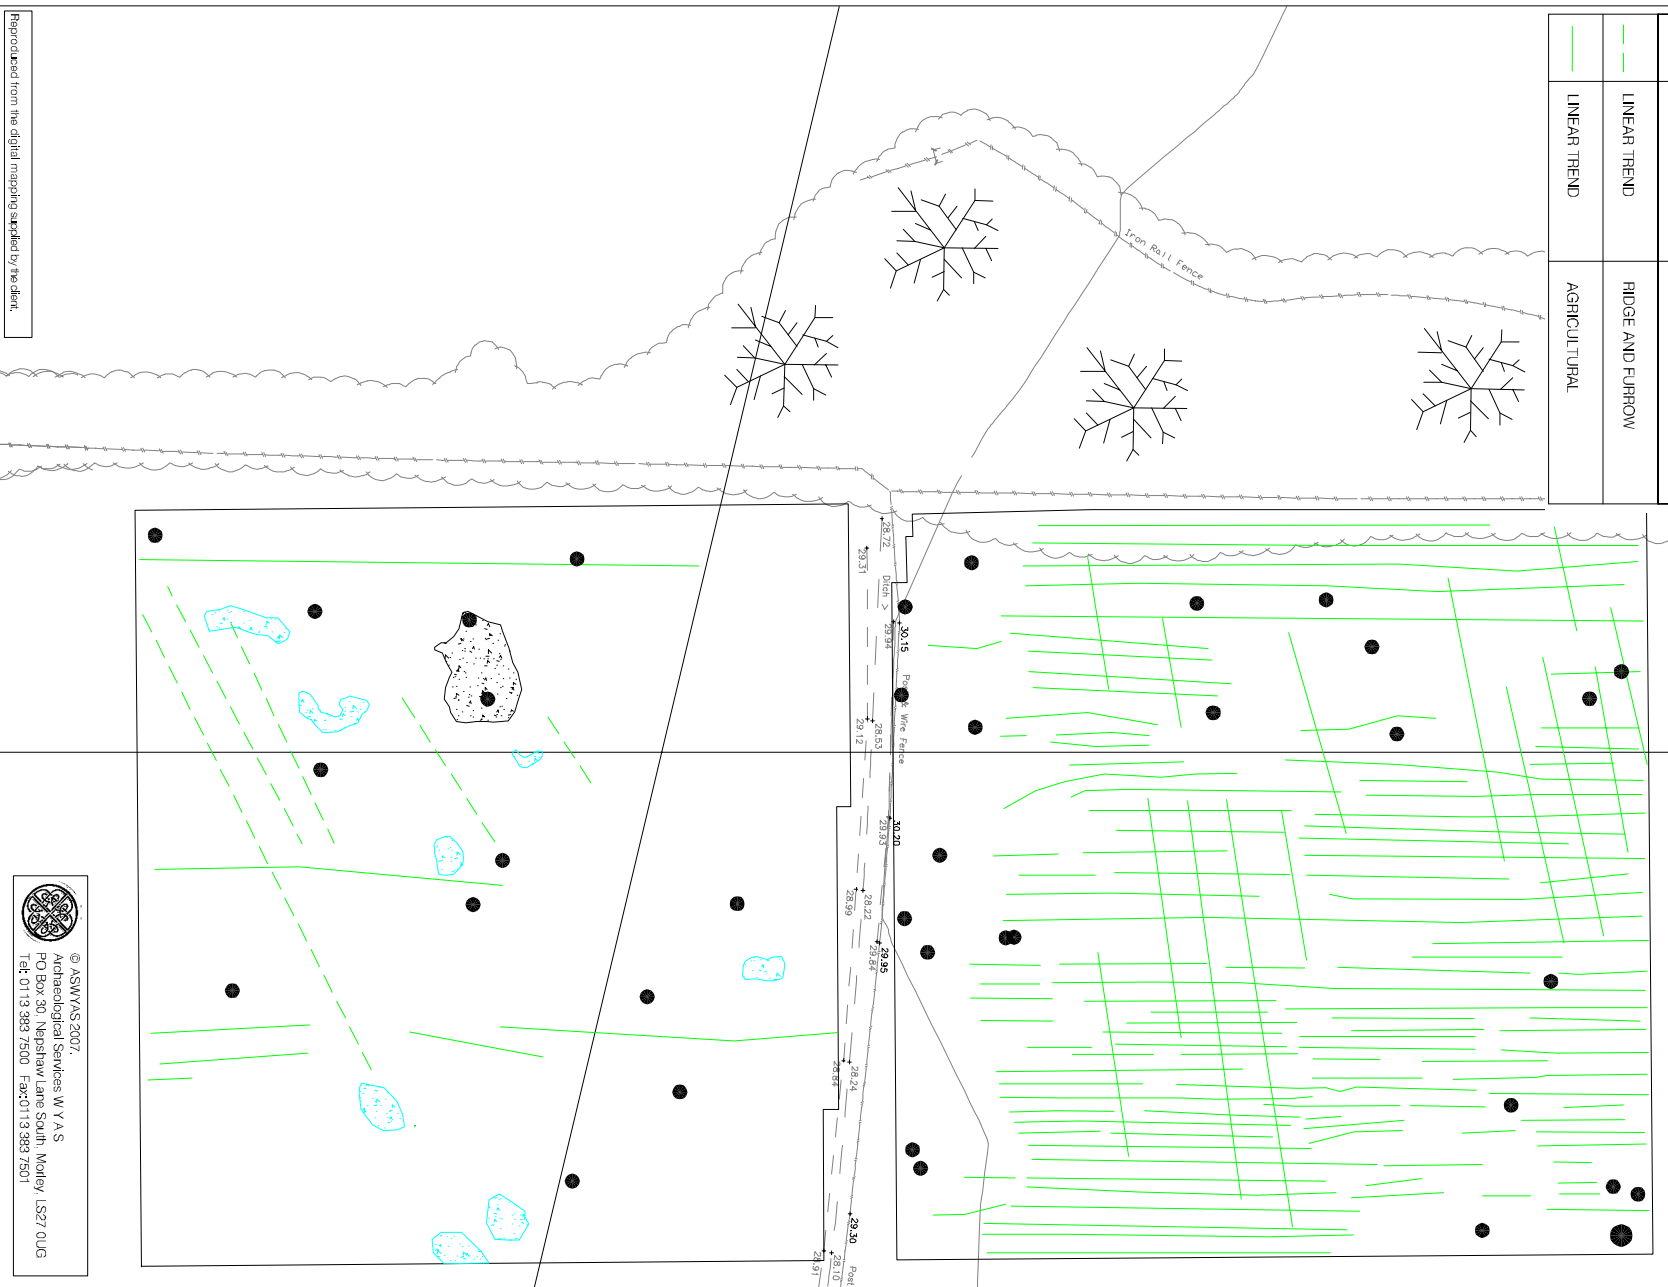 Reproduced from the digital mapping supplied by the client.
LINEAR TREND
RIDGE AND FURROW
LINEAR TREND
AGRICULTURAL
Iron Rail Fence
28.72
29.31
Ditch >
29.94
30.15
Post & Wire Fence
29.12
28.53
30.20
29.93
28.99
28.22
29.95
29.84
28.84
28.24
29.30
28.91
28.10
Post
© ASWYAS 2007.
Archaeological Services W Y A S
PO Box 30, Nepshaw Lane South, Morley, LS27 0UG
Tel: 0113 383 7500 Fax: 0113 383 7501